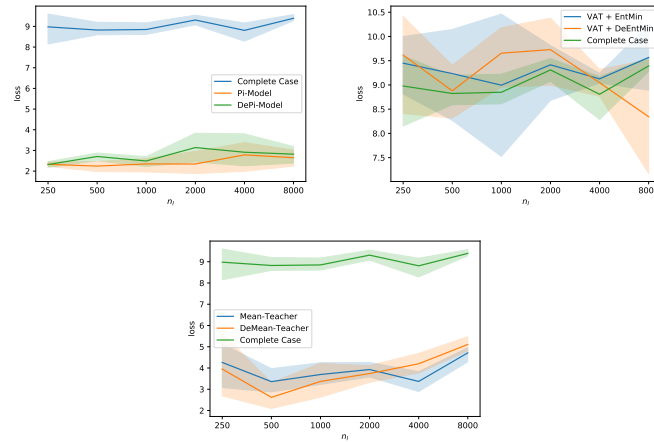 9
8
7
6
5
4
3
2
loss
Complete Case
Pi-Model
DePi-Model
250
500
1000
2000
4000
8000
n_l
10.5
10.0
9.5
9.0
8.5
8.0
7.5
loss
VAT + EntMin
VAT + DeEntMin
Complete Case
250
500
1000
2000
4000
8000
n_l
9
8
7
6
5
4
3
2
loss
Mean-Teacher
DeMean-Teacher
Complete Case
250
500
1000
2000
4000
8000
n_l